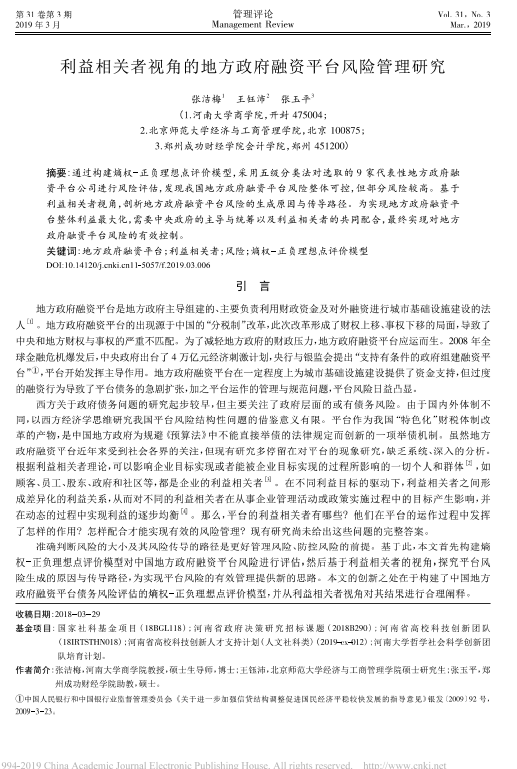 第 31 卷第 3 期
管理评论
Vol. 31, No. 3
2019 年 3 月
Management Review
Mar., 2019
利益相关者视角的地方政府融资平台风险管理研究
张洁梅1 王钰沛2 张玉平3
(1.河南大学商学院,开封 475004;
2.北京师范大学经济与工商管理学院,北京 100875;
3.郑州成功财经学院会计学院,郑州 451200)
摘要:通过构建熵权-正负理想点评价模型,采用五级分类法对选取的 9 家代表性地方政府融
资平台公司进行风险评估,发现我国地方政府融资平台风险整体可控,但部分风险较高。基于
利益相关者视角,剖析地方政府融资平台风险的生成原因与传导路径。为实现地方政府融资平
台整体利益最大化,需要中央政府的主导与统筹以及利益相关者的共同配合,最终实现对地方
政府融资平台风险的有效控制。
关键词:地方政府融资平台;利益相关者;风险;熵权-正负理想点评价模型
DOI:10.14120/j.cnki.cn11-5057/f.2019.03.006
引 言
地方政府融资平台是地方政府主导组建的、主要负责利用财政资金及对外融资进行城市基础设施建设的法
人[1]。地方政府融资平台的出现源于中国的“分税制”改革,此次改革形成了财权上移、事权下移的局面,导致了
中央和地方财权与事权的严重不匹配。为了减轻地方政府的财政压力,地方政府融资平台应运而生。2008 年全
球金融危机爆发后,中央政府出台了 4 万亿元经济刺激计划,央行与银监会提出“支持有条件的政府组建融资平
台”①,平台开始发挥主导作用。地方政府融资平台在一定程度上为城市基础设施建设提供了资金支持,但过度
的融资行为导致了平台债务的急剧扩张,加之平台运作的管理与规范问题,平台风险日益凸显。
西方关于政府债务问题的研究起步较早,但主要关注了政府层面的或有债务风险。由于国内外体制不
同,以西方经济学思维研究我国平台风险结构性问题的借鉴意义有限。平台作为我国“特色化”财税体制改
革的产物,是中国地方政府为规避《预算法》中不能直接举债的法律规定而创新的一项举债机制。虽然地方
政府融资平台近年来受到社会各界的关注,但现有研究多停留在对平台的现象研究,缺乏系统、深入的分析。
根据利益相关者理论,可以影响企业目标实现或者能被企业目标实现的过程所影响的一切个人和群体[2],如
顾客、员工、股东、政府和社区等,都是企业的利益相关者[3]。在不同利益目标的驱动下,利益相关者之间形
成差异化的利益关系,从而对不同的利益相关者在从事企业管理活动或政策实施过程中的目标产生影响,并
在动态的过程中实现利益的逐步均衡[4]。那么,平台的利益相关者有哪些?他们在平台的运作过程中发挥
了怎样的作用?怎样配合才能实现有效的风险管理?现有研究尚未给出这些问题的完整答案。
准确判断风险的大小及其风险传导的路径是更好管理风险、防控风险的前提。基于此,本文首先构建熵
权-正负理想点评价模型对中国地方政府融资平台风险进行评估,然后基于利益相关者的视角,探究平台风
险生成的原因与传导路径,为实现平台风险的有效管理提供新的思路。本文的创新之处在于构建了中国地方
政府融资平台债务风险评估的熵权-正负理想点评价模型,并从利益相关者视角对其结果进行合理阐释。
收稿日期:2018-03-29
基金项目:国家社科基金项目(18BGL118);河南省政府决策研究招标课题(2018B290);河南省高校科技创新团队
(18IRTSTHN018);河南省高校科技创新人才支持计划(人文社科类)(2019-cx-012);河南大学哲学社会科学创新团
队培育计划。
作者简介:张洁梅,河南大学商学院教授,硕士生导师,博士;王钰沛,北京师范大学经济与工商管理学院硕士研究生;张玉平,郑
州成功财经学院助教,硕士。
①中国人民银行和中国银行业监督管理委员会.《关于进一步加强信贷结构调整促进国民经济平稳较快发展的指导意见》银发〔2009〕92 号,
2009-3-23。
994-2019 China Academic Journal Electronic Publishing House. All rights reserved. http://www.cnki.net